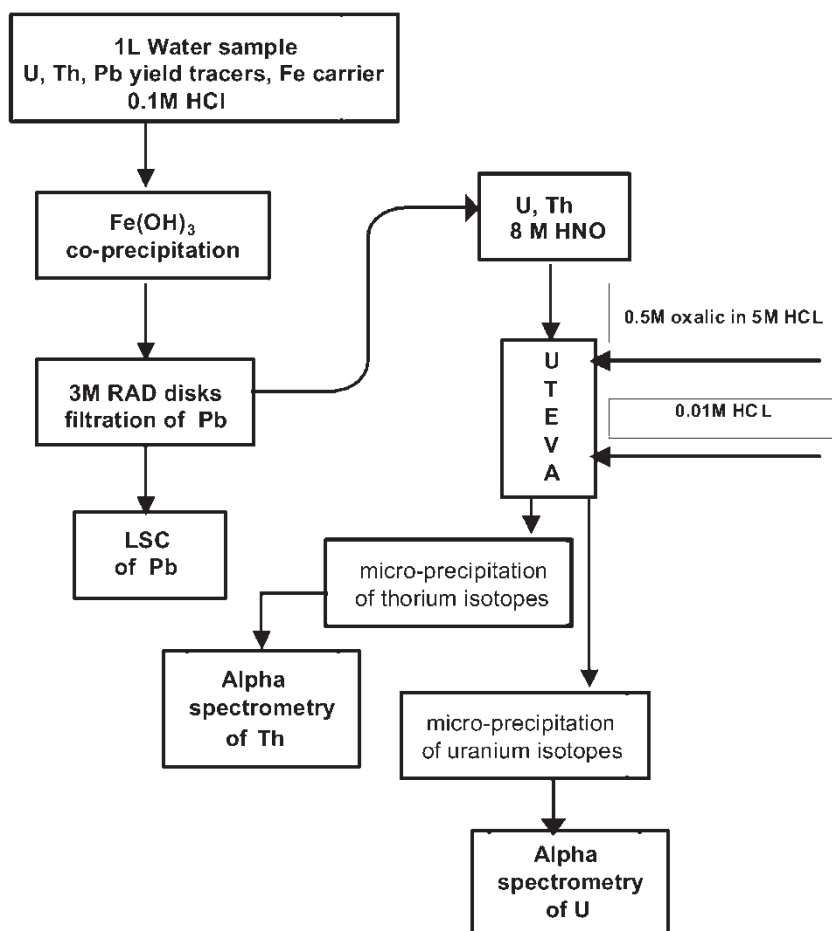 1L Water sample
U, Th, Pb yield tracers, Fe carrier
0.1M HCl
Fe(OH)₃
co-precipitation
3M RAD disks
filtration of Pb
LSC
of Pb
U, Th
8 M HNO
0.5M oxalic in 5M HCL
0.01M HCL
U
T
E
V
A
micro-precipitation
of thorium isotopes
Alpha
spectrometry
of Th
micro-precipitation
of uranium isotopes
Alpha
spectrometry
of U